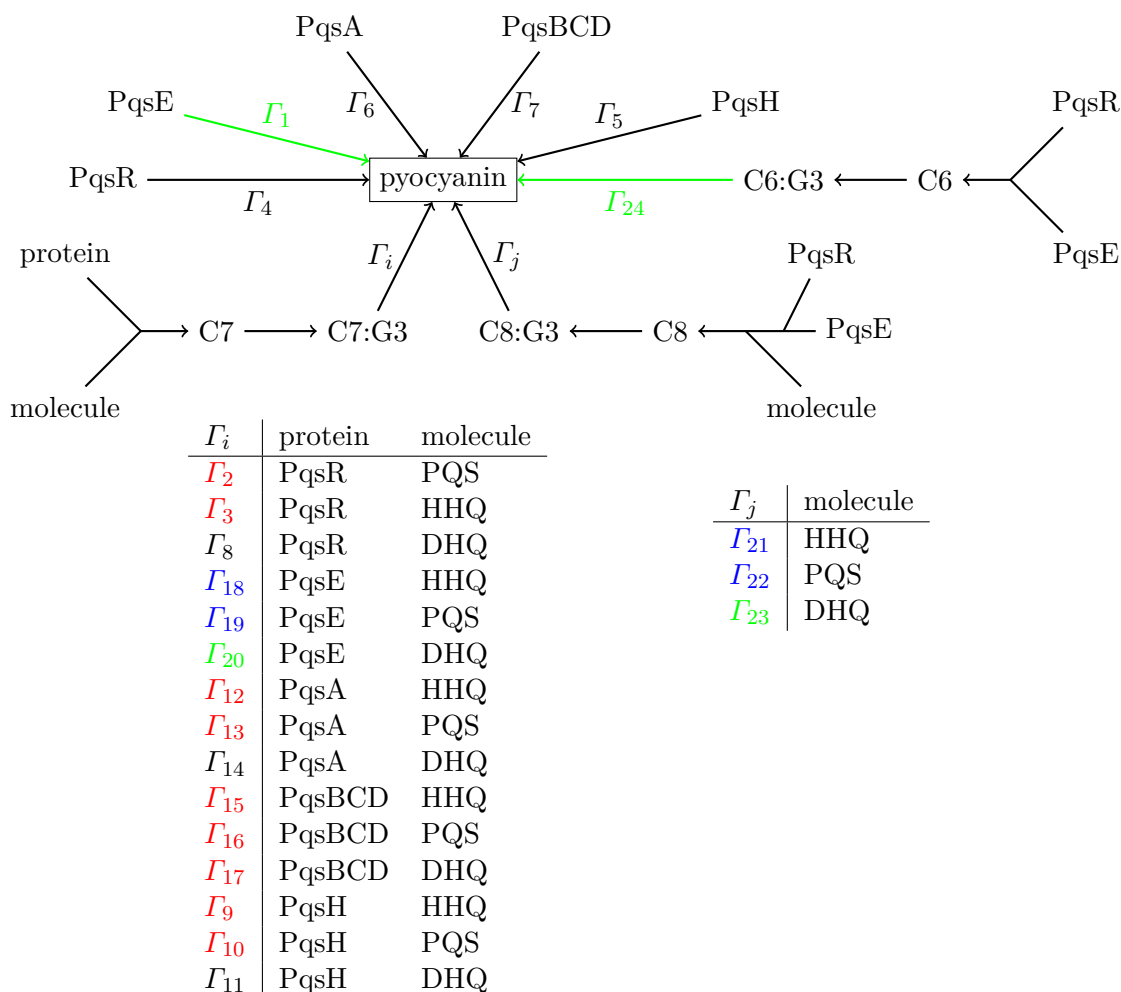 PqsA
PqsBCD
PqsE
Γ1
Γ6
Γ7
Γ5
PqsH
PqsR
PqsR
Γ4
pyocyanin
Γ24
C6:G3
C6
PqsE
protein
Γi
Γj
PqsR
C7
C7:G3
C8:G3
C8
PqsE
molecule
molecule
Γi protein molecule
Γ2 PqsR PQS
Γ3 PqsR HHQ
Γ8 PqsR DHQ
Γ18 PqsE HHQ
Γ19 PqsE PQS
Γ20 PqsE DHQ
Γ12 PqsA HHQ
Γ13 PqsA PQS
Γ14 PqsA DHQ
Γ15 PqsBCD HHQ
Γ16 PqsBCD PQS
Γ17 PqsBCD DHQ
Γ9 PqsH HHQ
Γ10 PqsH PQS
Γ11 PqsH DHQ
Γj molecule
Γ21 HHQ
Γ22 PQS
Γ23 DHQ